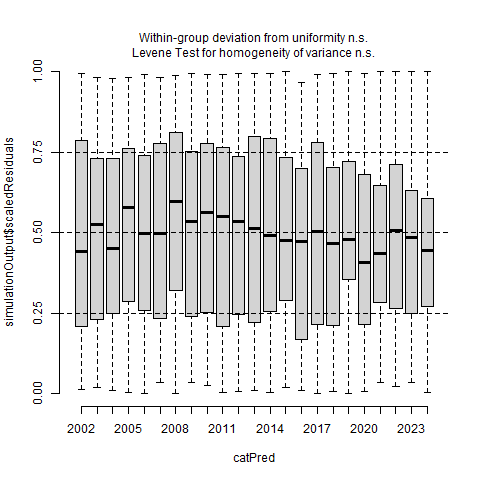 Within-group deviation from uniformity n.s.
Levene Test for homogeneity of variance n.s.
simulationOutput$scaledResiduals
1.00
0.75
0.50
0.25
0.00
2002 2005 2008 2011 2014 2017 2020 2023
catPred